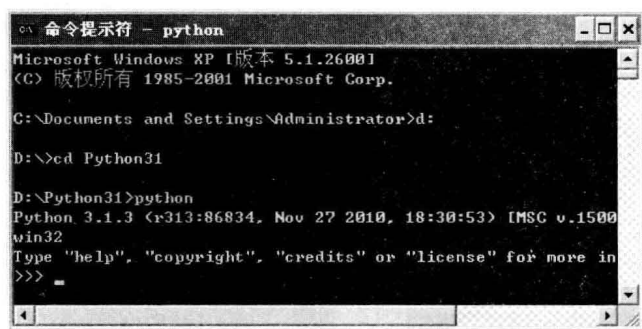 命令提示符 - python
Microsoft Windows XP [版本 5.1.2600]
(C) 版权所有 1985-2001 Microsoft Corp.
C:\Documents and Settings\Administrator>d:
D:\>cd Python31
D:\Python31>python
Python 3.1.3 (r313:86834, Nov 27 2010, 18:30:53) [MSC v.1500
win32
Type "help", "copyright", "credits" or "license" for more in
>>> _